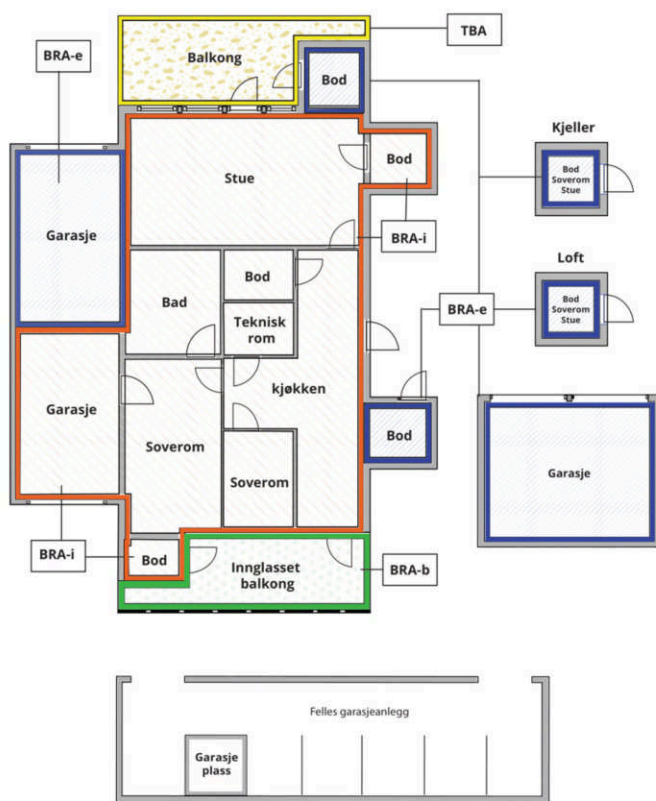 TBA
BRA-e
Balkong
Bod
Kjeller
Bod
Soverom
Stue
Bod
Stue
Garasje
BRA-i
Loft
Bod
Bad
Teknisk
rom
BRA-e
Bod
Soverom
Stue
Garasje
kjøkken
Bod
Soverom
Soverom
Garasje
BRA-i
Bod
Innglasset
balkong
BRA-b
Felles garasjeanlegg
Garasje
plass